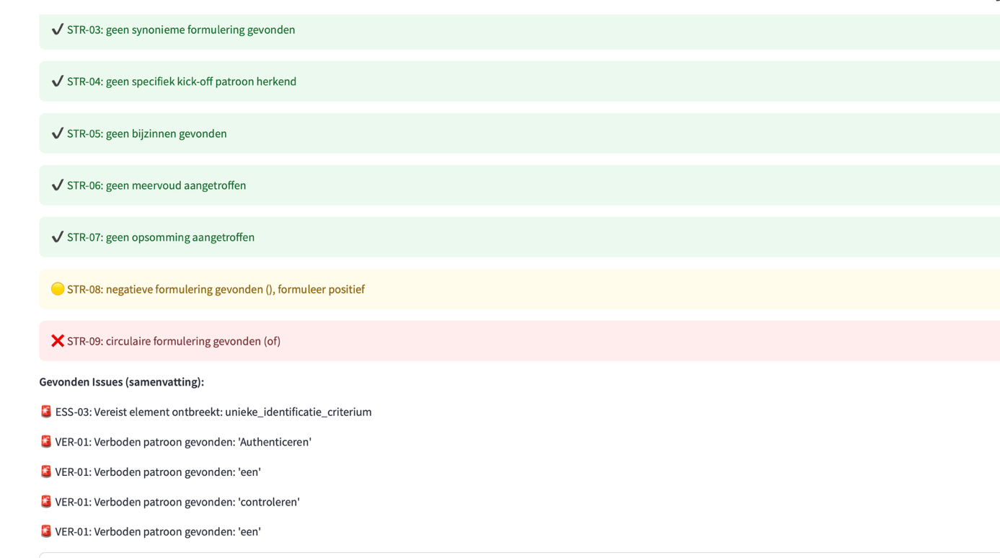 ✔ STR-03: geen synonieme formulering gevonden
✔ STR-04: geen specifiek kick-off patroon herkend
✔ STR-05: geen bijzinnen gevonden
✔ STR-06: geen meervoud aangetroffen
✔ STR-07: geen opsomming aangetroffen
🟡 STR-08: negatieve formulering gevonden (), formuleer positief
❌ STR-09: circulaire formulering gevonden (of)
Gevonden Issues (samenvatting):
🚨 ESS-03: Vereist element ontbreekt: unieke_identificatie_criterium
🚨 VER-01: Verboden patroon gevonden: 'Authenticeren'
🚨 VER-01: Verboden patroon gevonden: 'een'
🚨 VER-01: Verboden patroon gevonden: 'controleren'
🚨 VER-01: Verboden patroon gevonden: 'een'